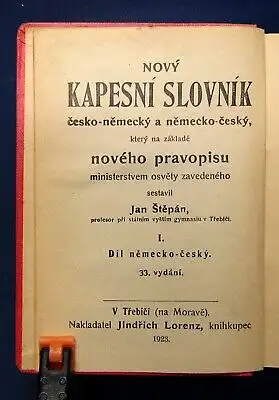 NOVÝ
KAPESNÍ SLOVNÍK
česko-německý a německo-český,
který na základě
nového pravopisu
ministerstvem osvěty zavedeného
sestavil
Jan Štěpán,
profesor při státním vyšším gymnasiu v Třebíči.
I.
Díl německo-český.
33. vydání.
V Třebíči (na Moravě).
Nakladatel Jindřich Lorenz, knihkupec
1923.